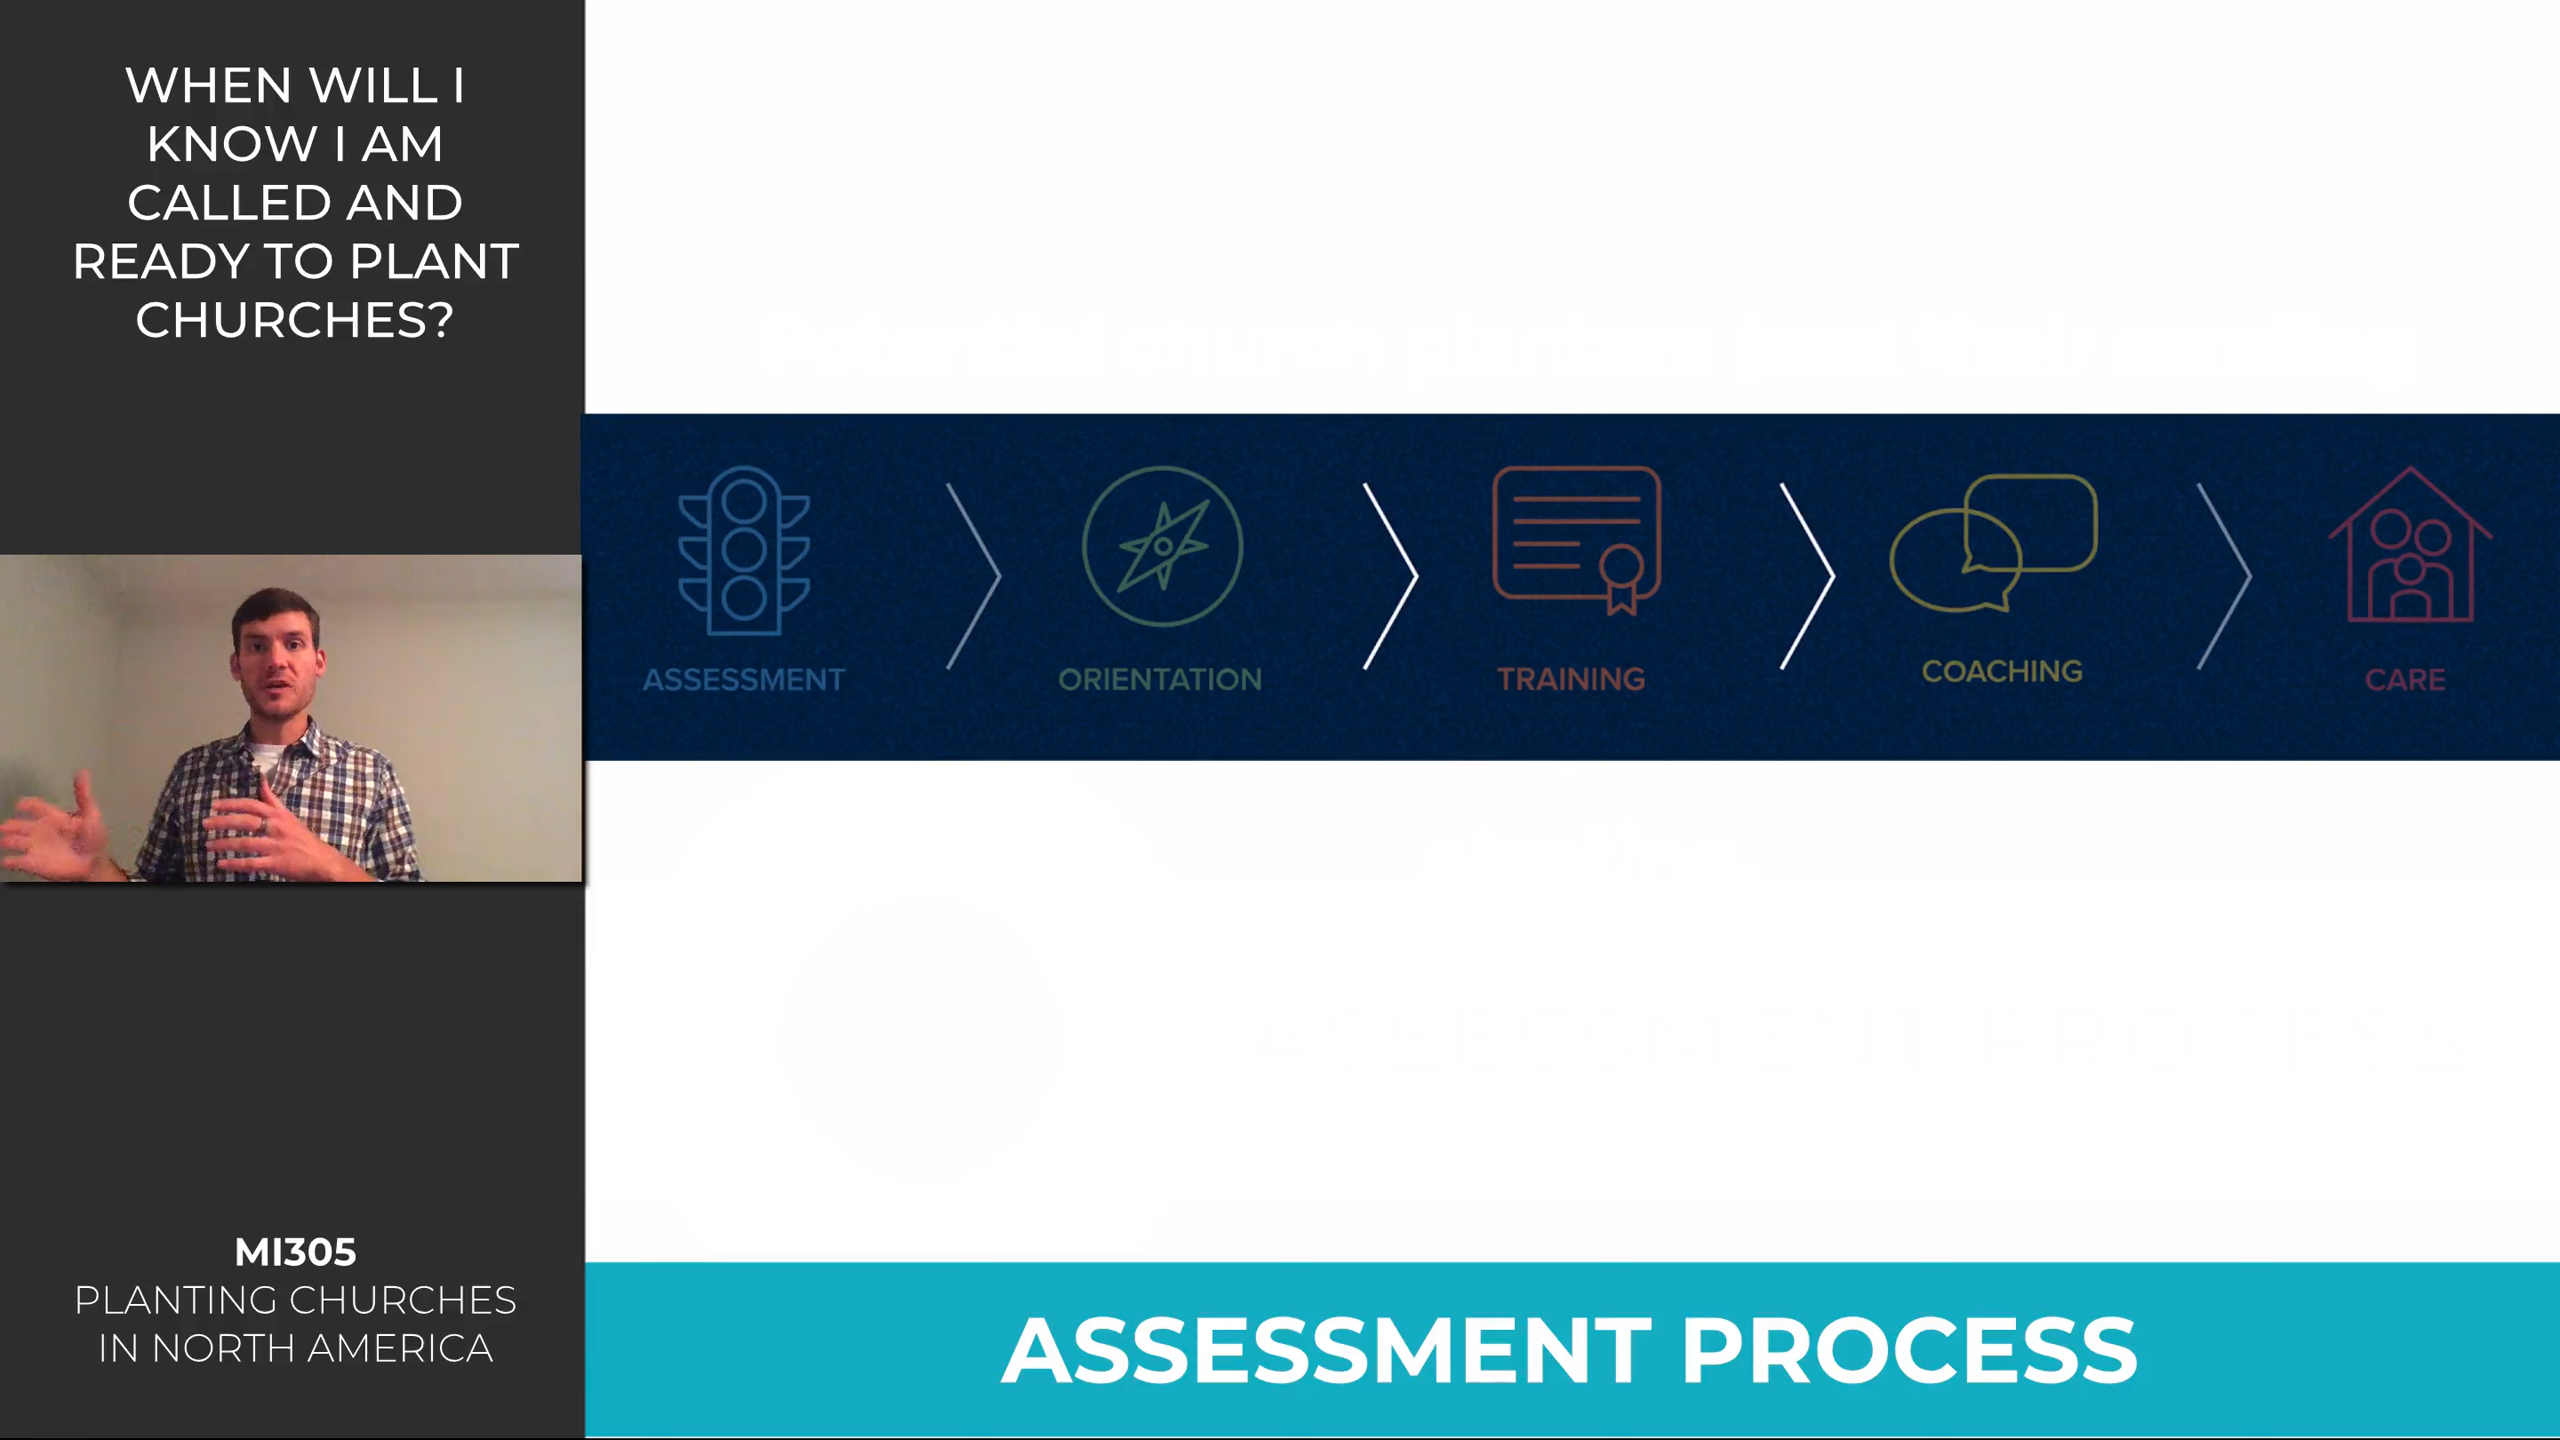 WHEN WILL I
KNOW I AM
CALLED AND
READY TO PLANT
CHURCHES?
ASSESSMENT
ORIENTATION
TRAINING
COACHING
CARE
MI305
PLANTING CHURCHES
IN NORTH AMERICA
ASSESSMENT PROCESS